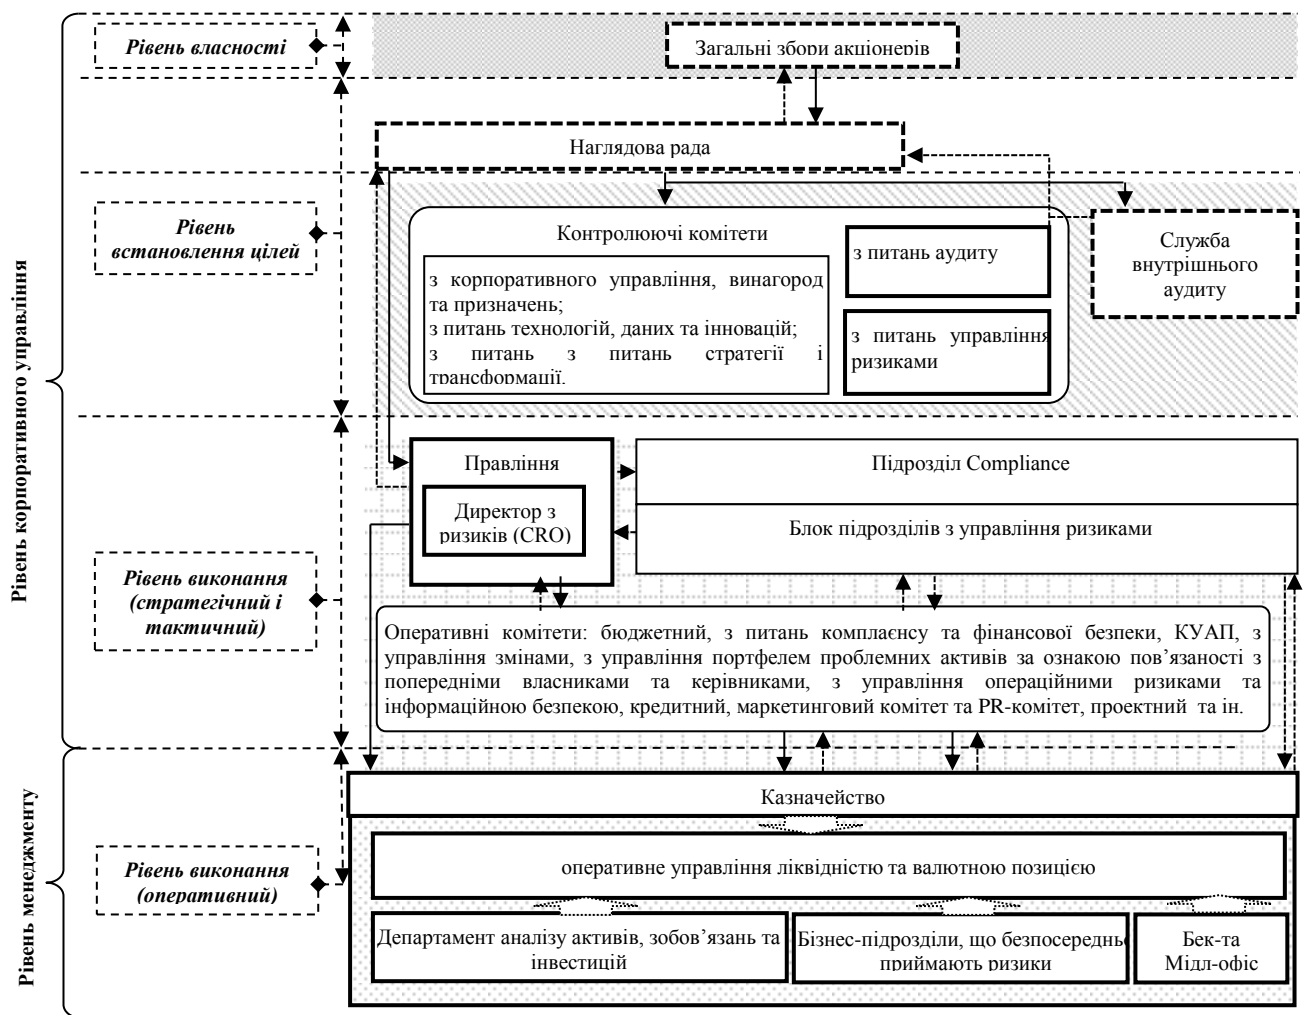 Рівень корпоративного управління
Рівень менеджменту
Рівень власності
Загальні збори акціонерів
Наглядова рада
Рівень
встановлення цілей
Контролюючі комітети
з корпоративного управління, винагород
та призначень;
з питань технологій, даних та інновацій;
з питань з питань стратегії і
трансформації.
з питань аудиту
з питань управління
ризиками
Служба
внутрішнього
аудиту
Рівень виконання
(стратегічний і
тактичний)
Правління
Директор з
ризиків (CRO)
Підрозділ Compliance
Блок підрозділів з управління ризиками
Оперативні комітети: бюджетний, з питань комплаєнсу та фінансової безпеки, КУАП, з
управління змінами, з управління портфелем проблемних активів за ознакою пов’язаності з
попередніми власниками та керівниками, з управління операційними ризиками та
інформаційною безпекою, кредитний, маркетинговий комітет та PR-комітет, проектний та ін.
Рівень виконання
(оперативний)
Казначейство
оперативне управління ліквідністю та валютною позицією
Департамент аналізу активів, зобов’язань та
інвестицій
Бізнес-підрозділи, що безпосередньо
приймають ризики
Бек-та
Мідл-офіс